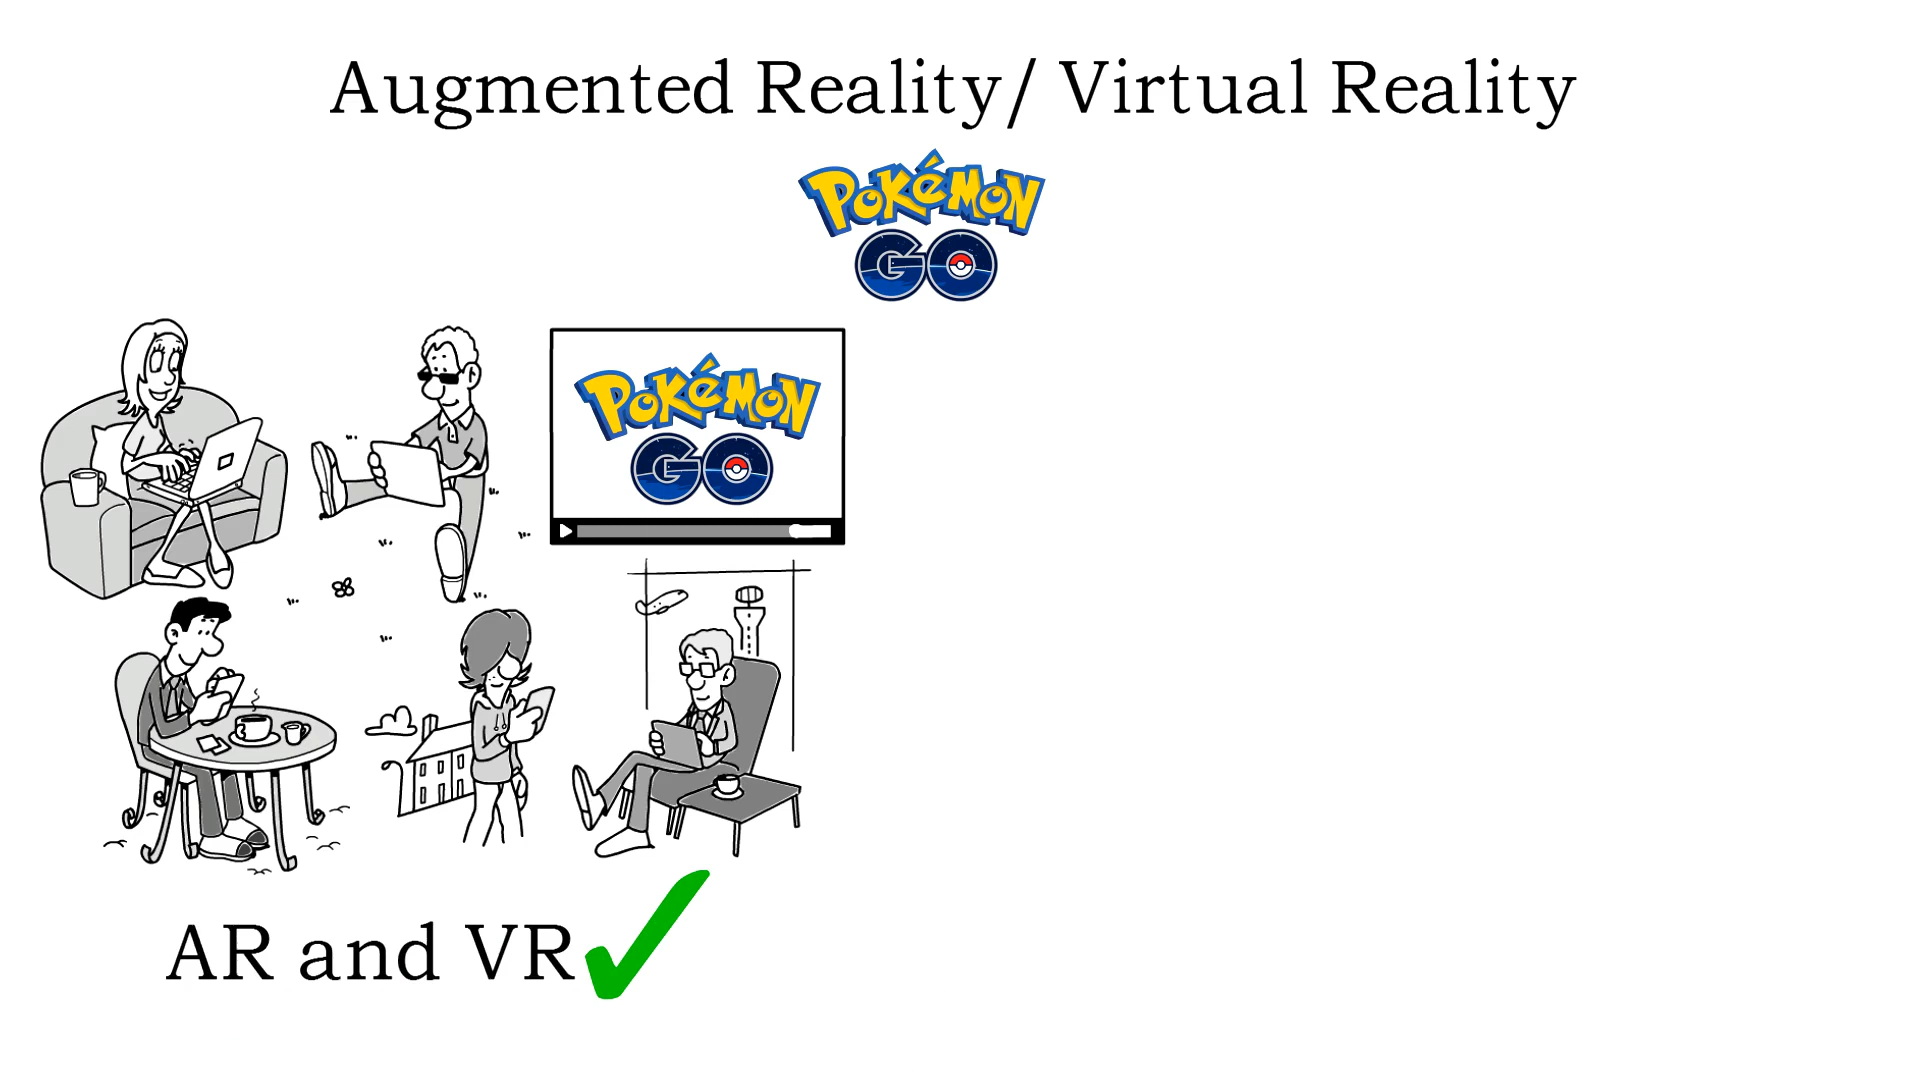 Augmented Reality/ Virtual Reality
POKéMON
GO
POKéMON
GO
AR and VR